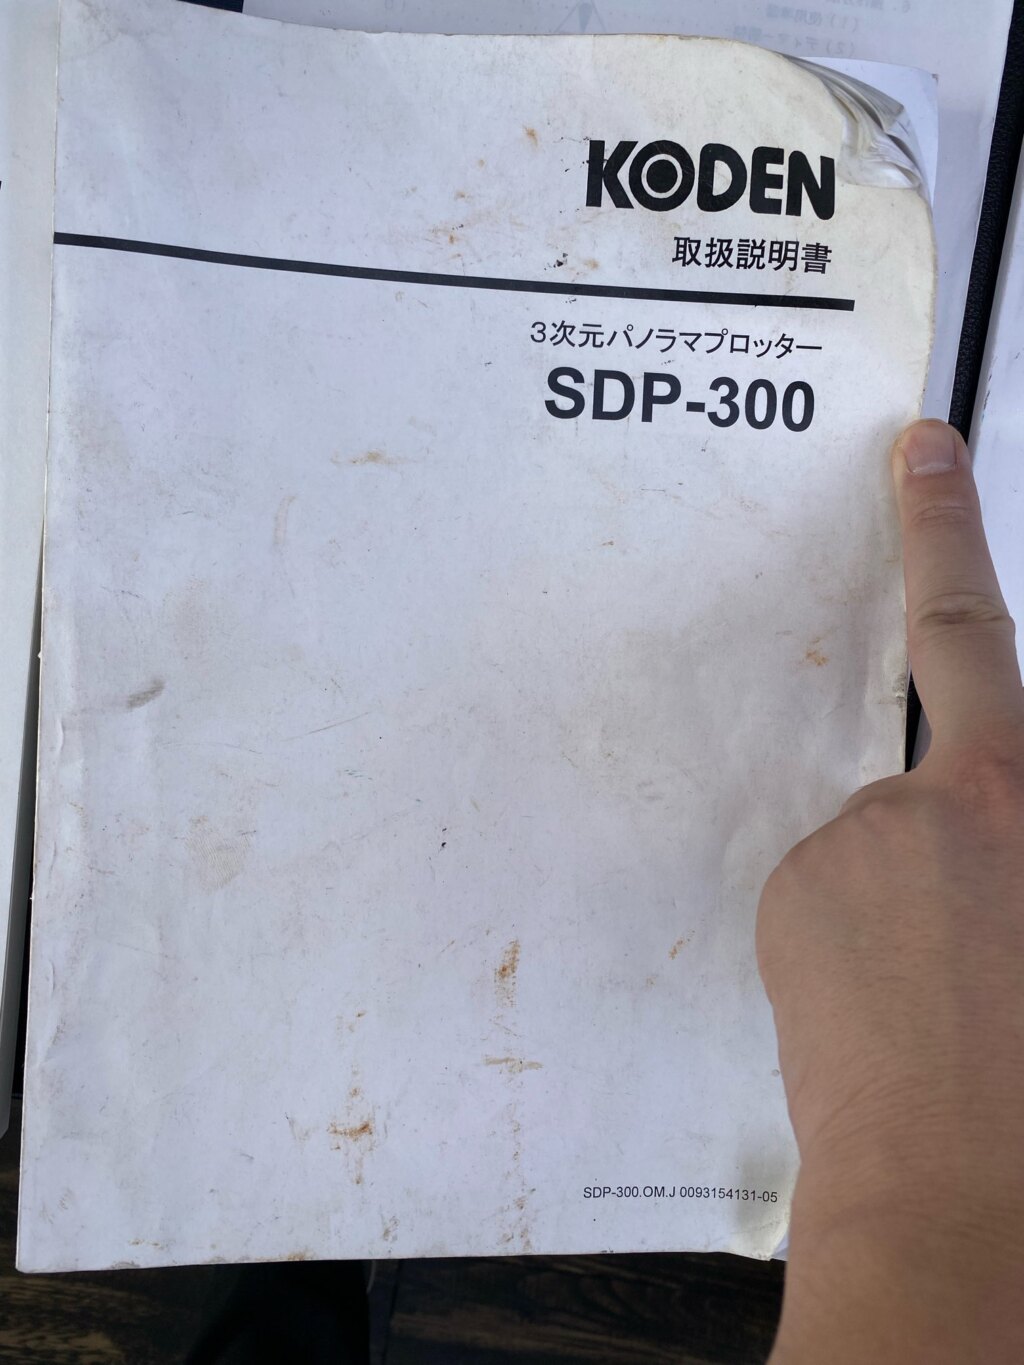 KODEN
取扱説明書
3次元パノラマプロッター
SDP-300
SDP-300.OM.J 0093154131-05